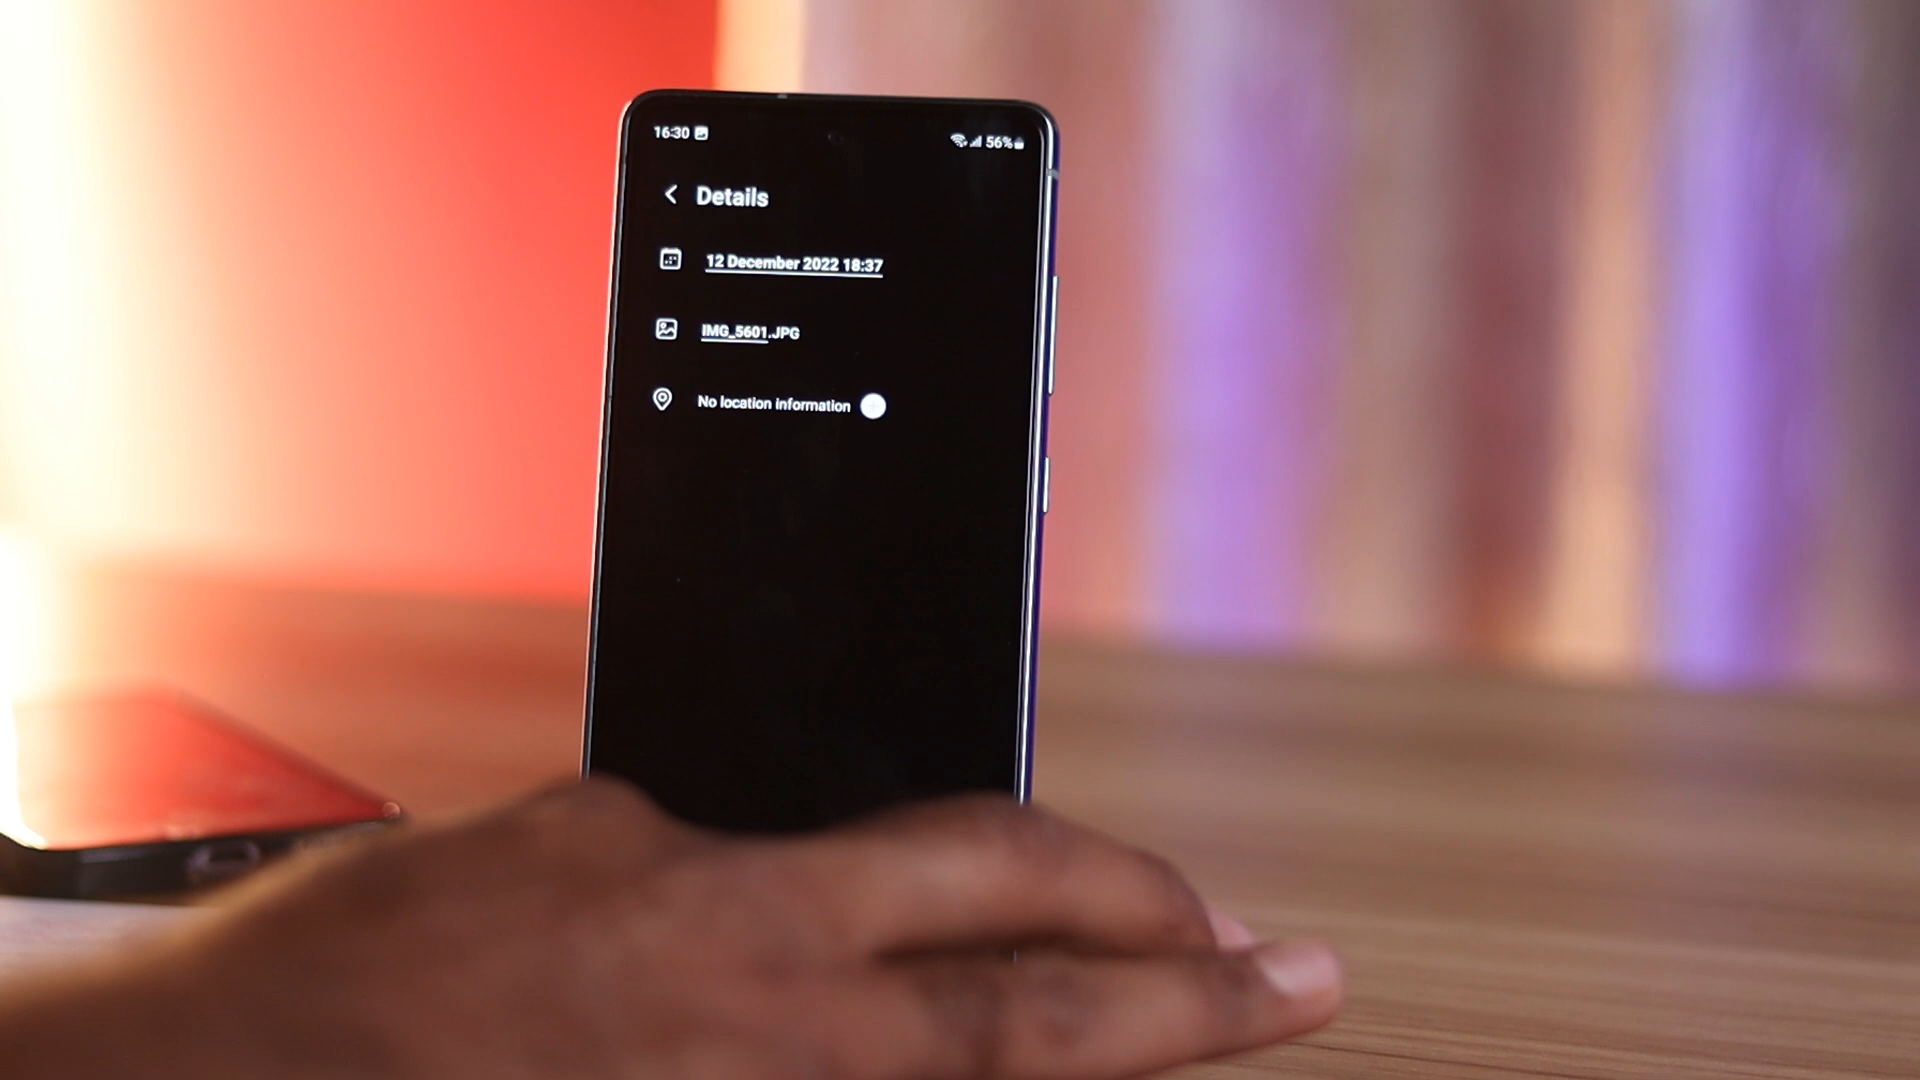 16:30
56%
Details
12 December 2022 18:37
IMG_5601.JPG
No location information